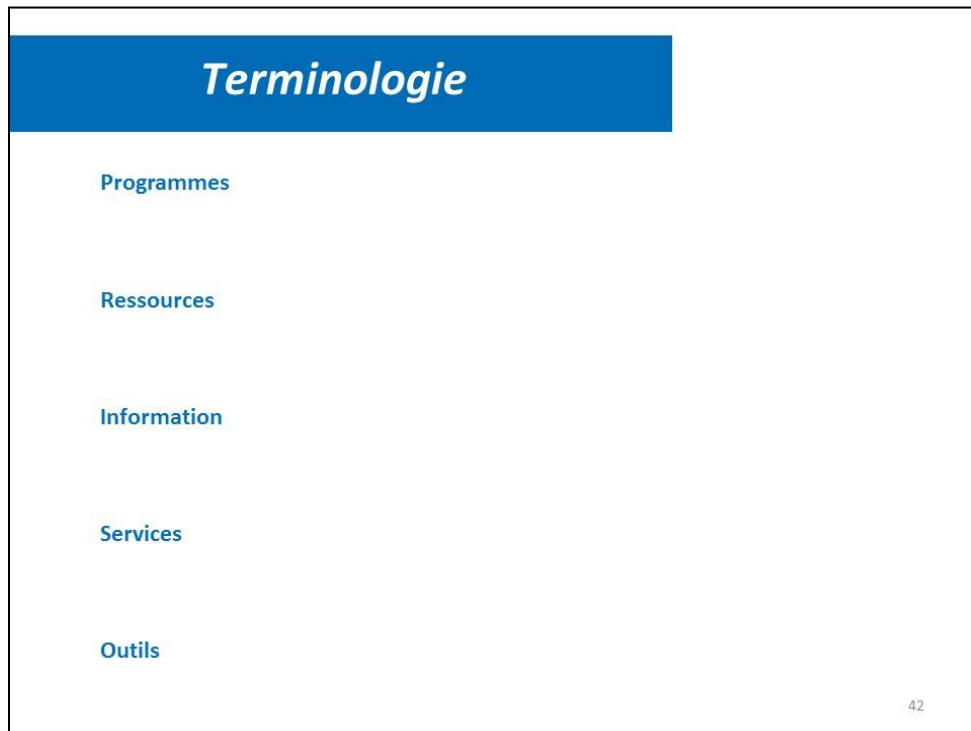 Terminologie
Programmes
Ressources
Information
Services
Outils
42